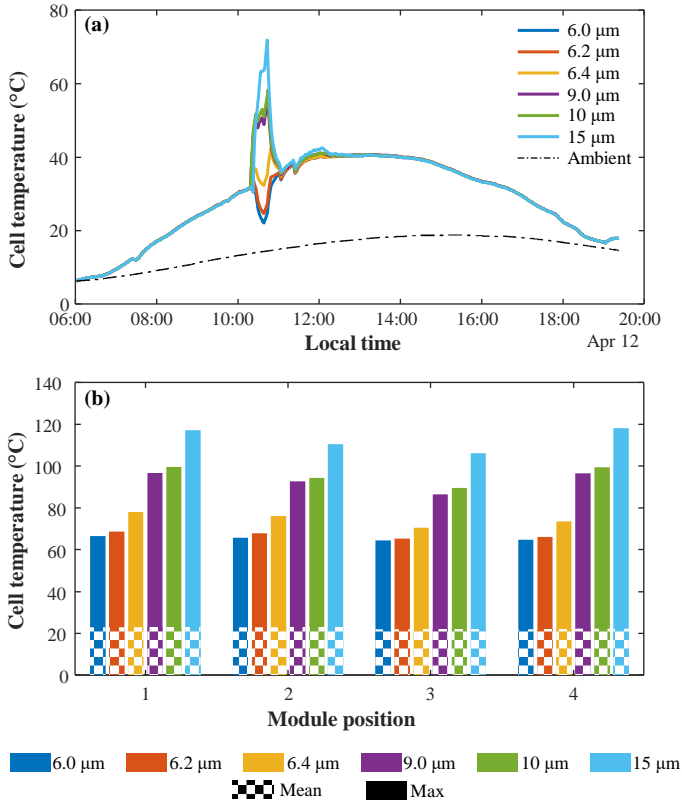 (a)
80
60
40
20
0
Cell temperature (°C)
6.0 μm
6.2 μm
6.4 μm
9.0 μm
10 μm
15 μm
Ambient
06:00 08:00 10:00 12:00 14:00 16:00 18:00 20:00
Local time
Apr 12
(b)
140
120
100
80
60
40
20
0
Cell temperature (°C)
1 2 3 4
Module position
6.0 μm 6.2 μm 6.4 μm 9.0 μm 10 μm 15 μm
Mean Max